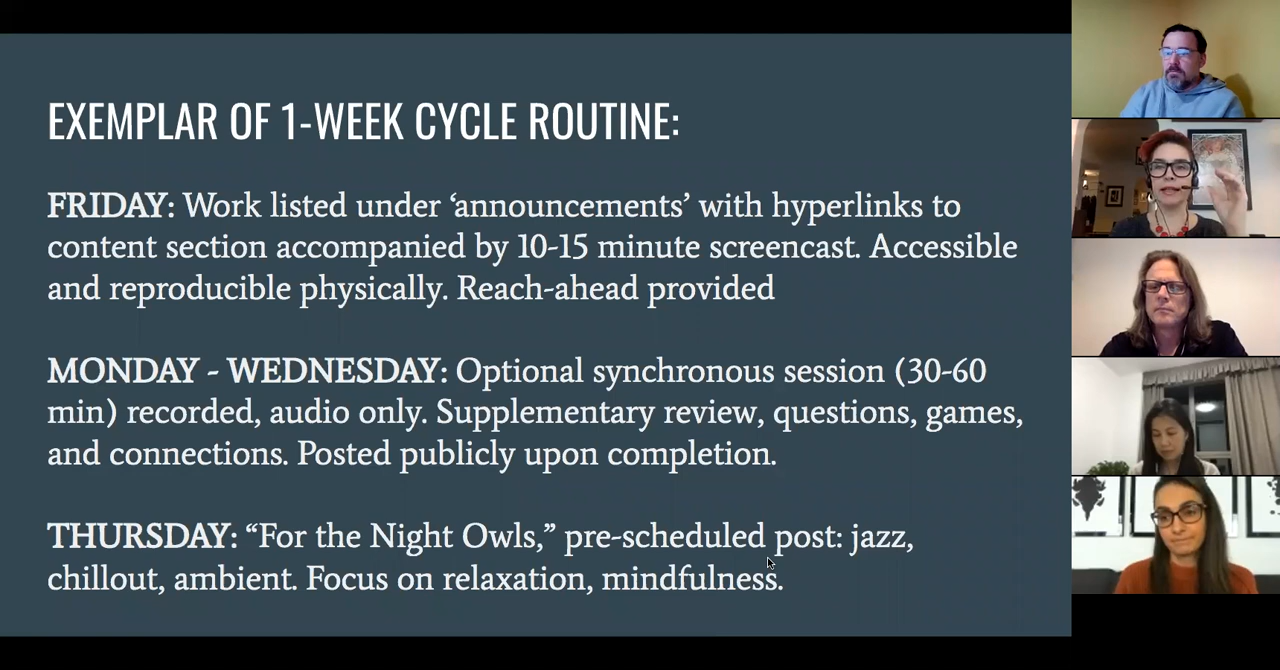 EXEMPLAR OF 1-WEEK CYCLE ROUTINE:
FRIDAY: Work listed under ‘announcements’ with hyperlinks to
content section accompanied by 10-15 minute screencast. Accessible
and reproducible physically. Reach-ahead provided
MONDAY - WEDNESDAY: Optional synchronous session (30-60
min) recorded, audio only. Supplementary review, questions, games,
and connections. Posted publicly upon completion.
THURSDAY: “For the Night Owls,” pre-scheduled post: jazz,
chillout, ambient. Focus on relaxation, mindfulness.